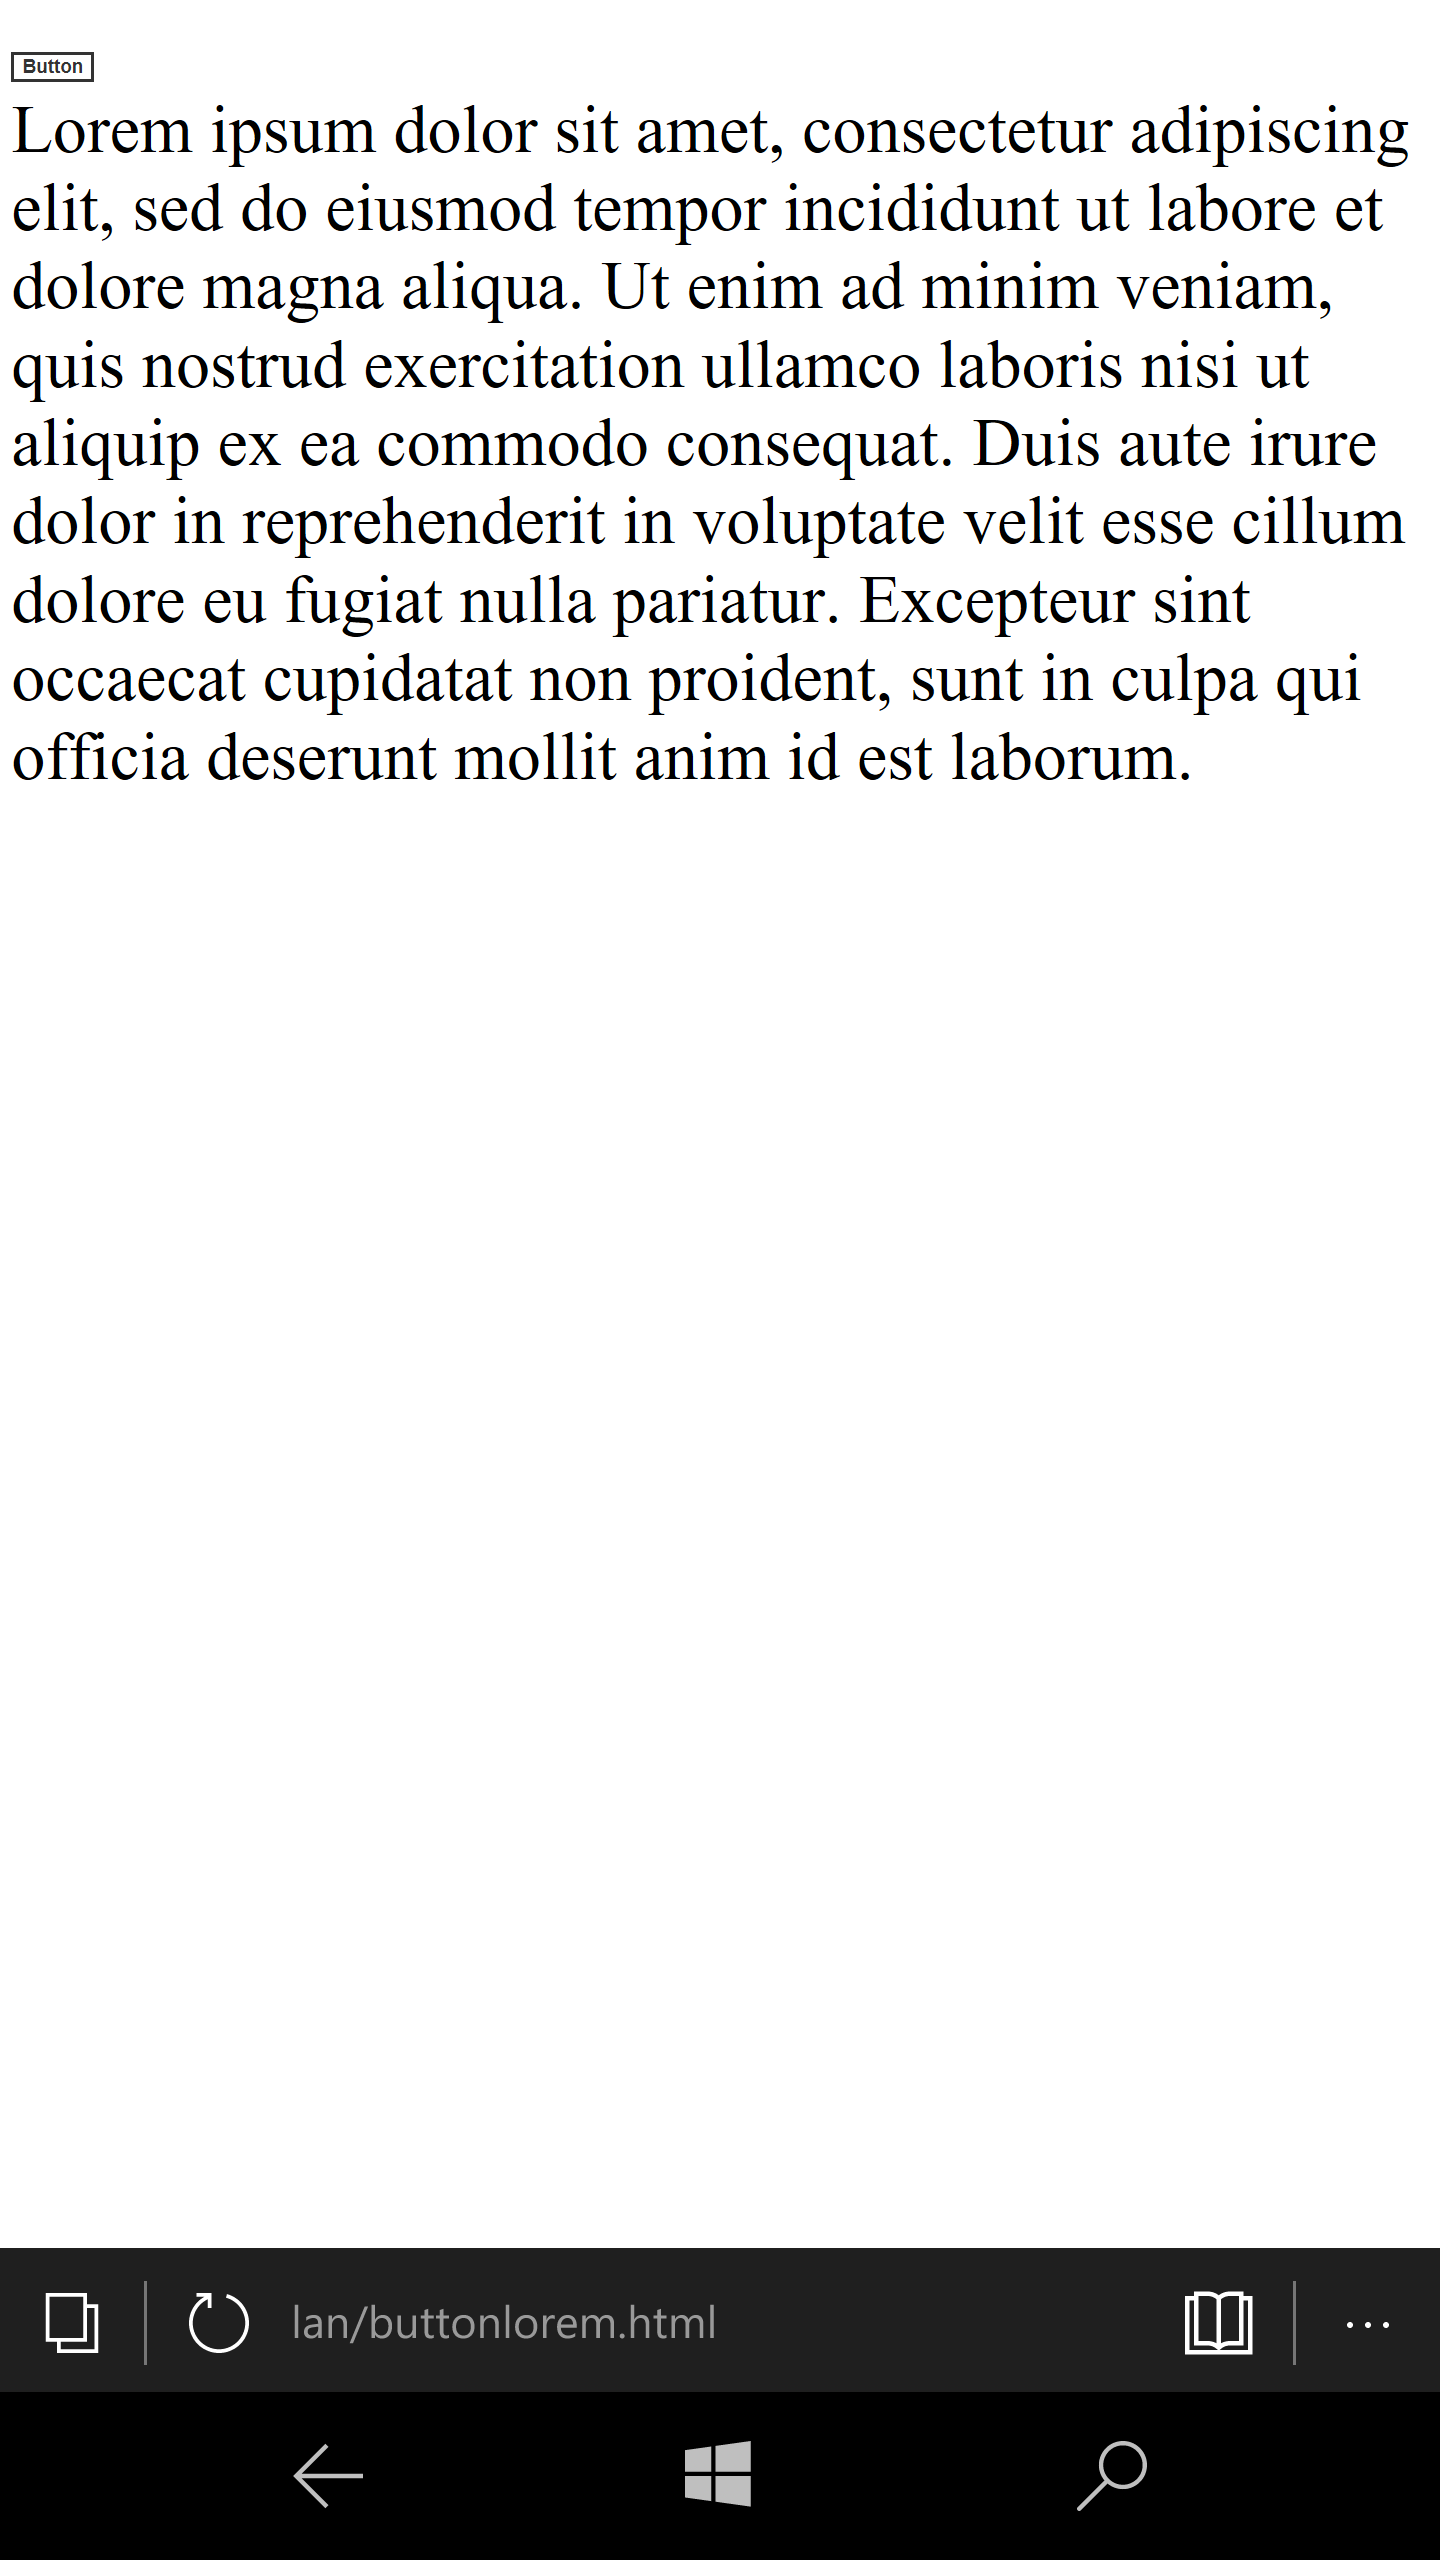 Button
Lorem ipsum dolor sit amet, consectetur adipiscing
elit, sed do eiusmod tempor incididunt ut labore et
dolore magna aliqua. Ut enim ad minim veniam,
quis nostrud exercitation ullamco laboris nisi ut
aliquip ex ea commodo consequat. Duis aute irure
dolor in reprehenderit in voluptate velit esse cillum
dolore eu fugiat nulla pariatur. Excepteur sint
occaecat cupidatat non proident, sunt in culpa qui
officia deserunt mollit anim id est laborum.
lan/buttonlorem.html